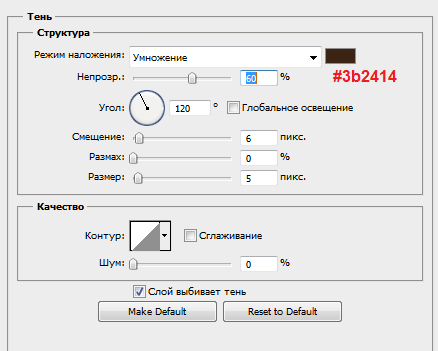 Тень
Структура
Режим наложения: Умножение
#3b2414
Непрозр.: 60 %
Угол: 120 ° Глобальное освещение
Смещение: 6 пикс.
Размах: 0 %
Размер: 5 пикс.
Качество
Контур: Сглаживание
Шум: 0 %
Слой выбивает тень
Make Default Reset to Default